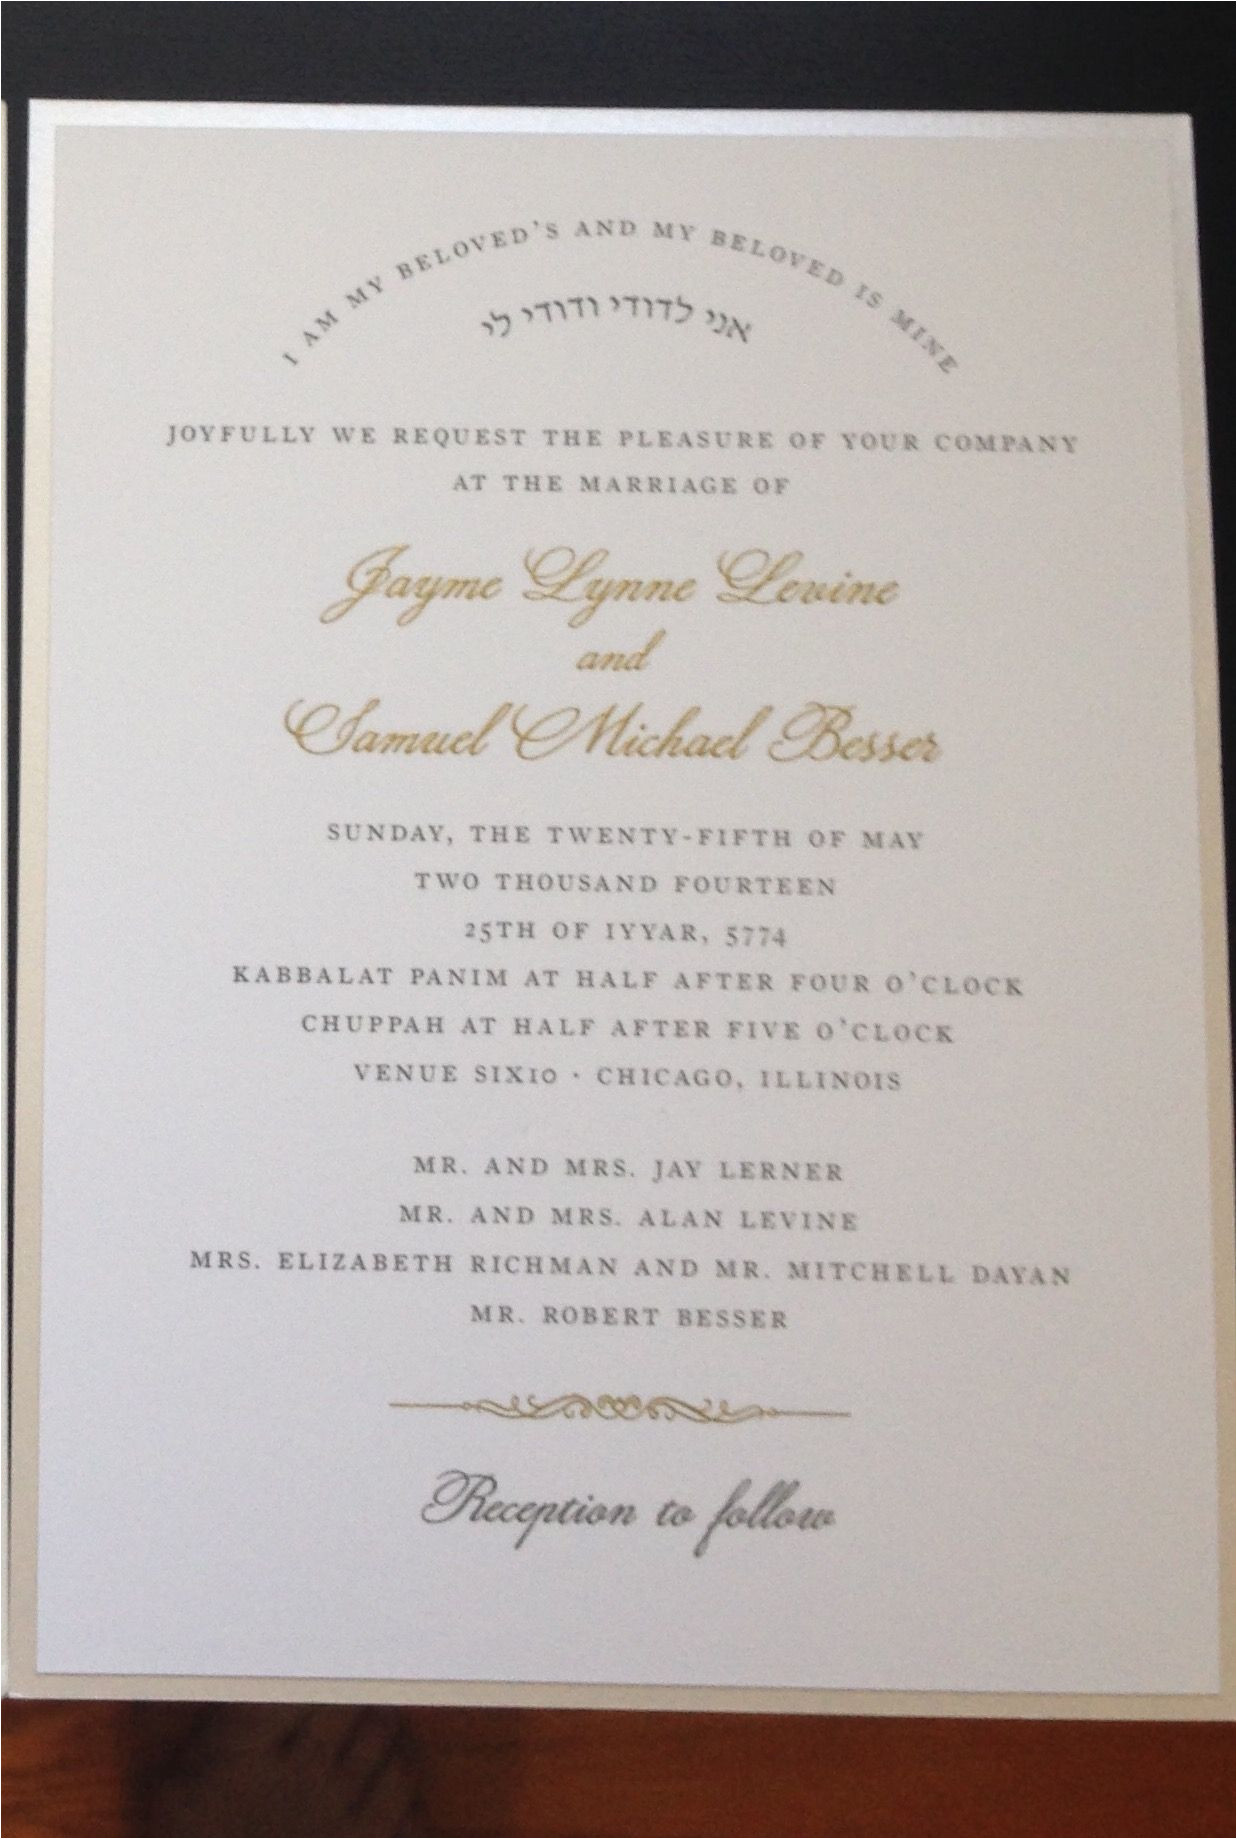 I AM MY BELOVED'S AND MY BELOVED IS MINE
אני לדודי ודודי לי
JOYFULLY WE REQUEST THE PLEASURE OF YOUR COMPANY
AT THE MARRIAGE OF
Jayme Lynne Levine
and
Samuel Michael Besser
SUNDAY, THE TWENTY-FIFTH OF MAY
TWO THOUSAND FOURTEEN
25TH OF IYYAR, 5774
KABBALAT PANIM AT HALF AFTER FOUR O'CLOCK
CHUPPAH AT HALF AFTER FIVE O'CLOCK
VENUE SIX10 · CHICAGO, ILLINOIS
MR. AND MRS. JAY LERNER
MR. AND MRS. ALAN LEVINE
MRS. ELIZABETH RICHMAN AND MR. MITCHELL DAYAN
MR. ROBERT BESSER
Reception to follow